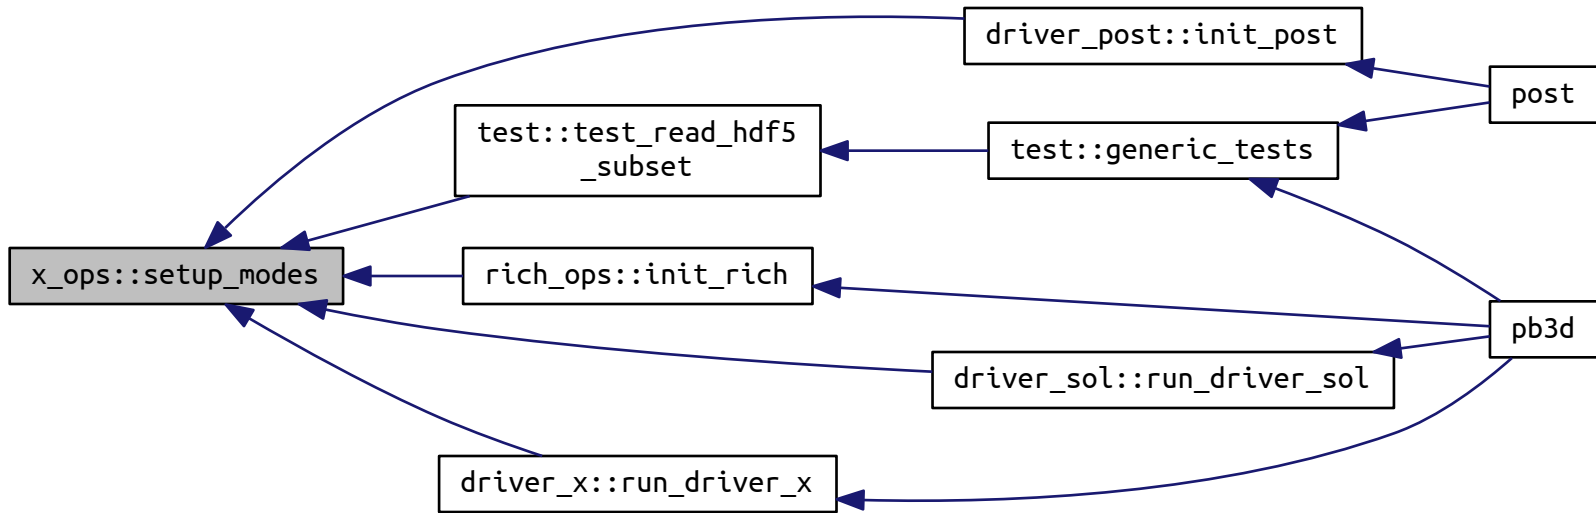 driver_post::init_post
post
test::test_read_hdf5
_subset
test::generic_tests
x_ops::setup_modes
rich_ops::init_rich
pb3d
driver_sol::run_driver_sol
driver_x::run_driver_x